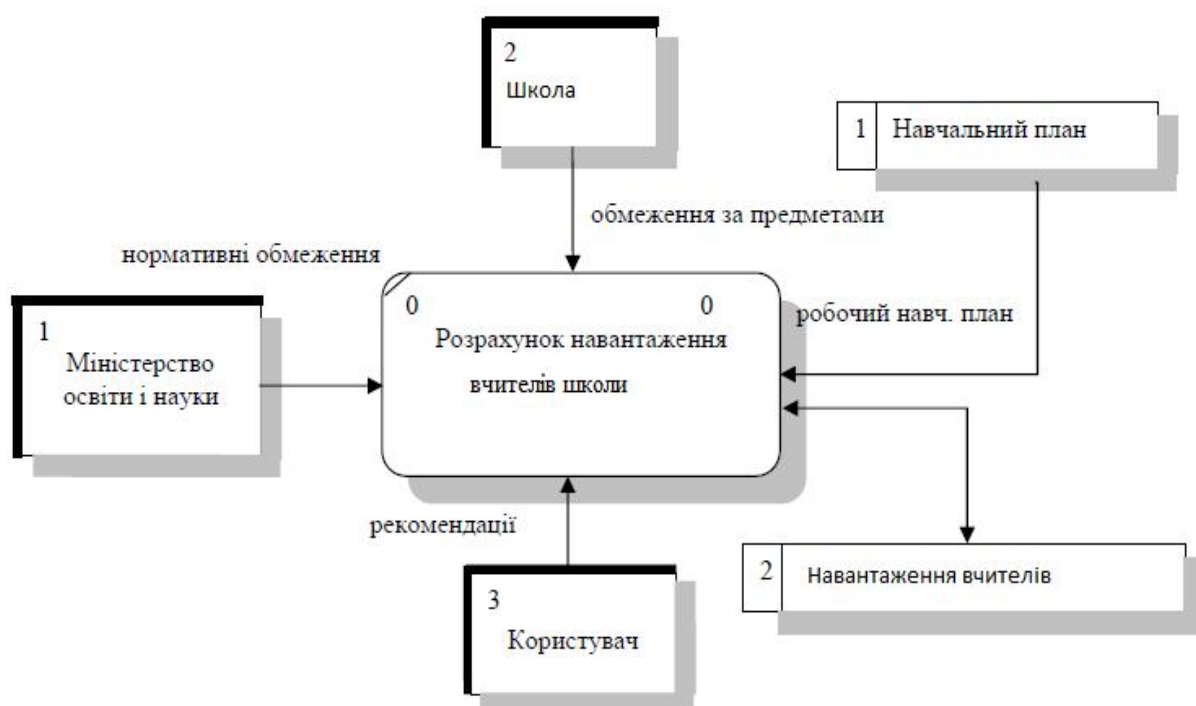 2
Школа
1 Навчальний план
обмеження за предметами
нормативні обмеження
0 0
Розрахунок навантаження
вчителів школи
робочий навч. план
1
Міністерство
освіти і науки
рекомендації
2 Навантаження вчителів
3
Користувач